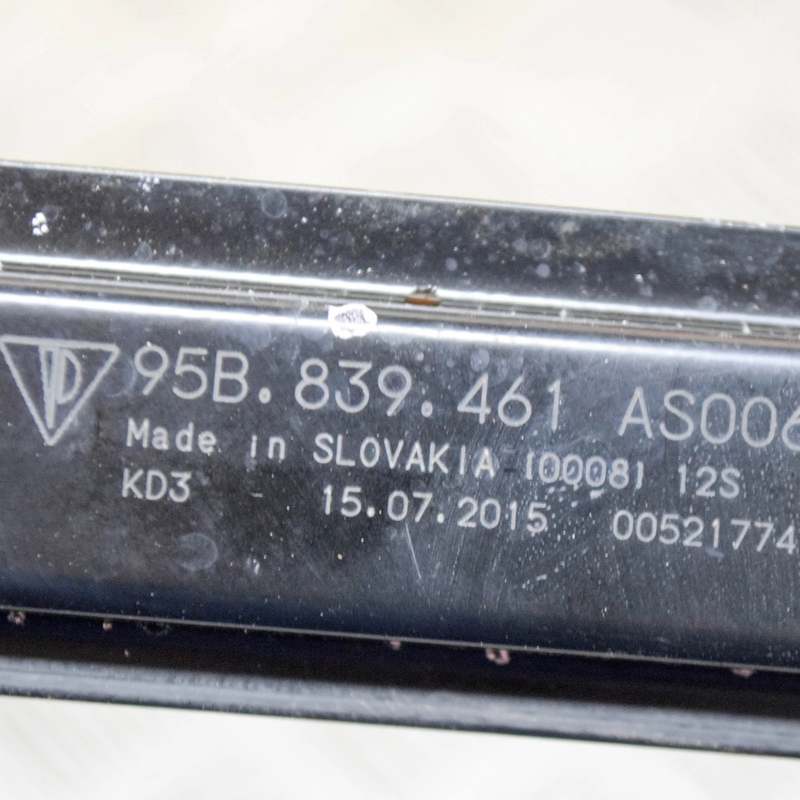 95B.839.461 AS006
Made in SLOVAKIA (0008) 12S
KD3 15.07.2015 00521774